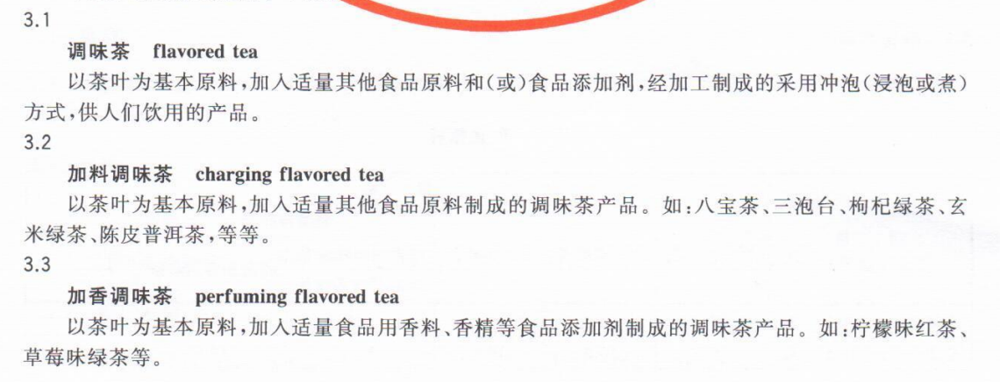 3.1
调味茶 flavored tea
以茶叶为基本原料,加入适量其他食品原料和(或)食品添加剂,经加工制成的采用冲泡(浸泡或煮)
方式,供人们饮用的产品。
3.2
加料调味茶 charging flavored tea
以茶叶为基本原料,加入适量其他食品原料制成的调味茶产品。如:八宝茶、三泡台、枸杞绿茶、玄
米绿茶、陈皮普洱茶,等等。
3.3
加香调味茶 perfuming flavored tea
以茶叶为基本原料,加入适量食品用香料、香精等食品添加剂制成的调味茶产品。如:柠檬味红茶、
草莓味绿茶等。